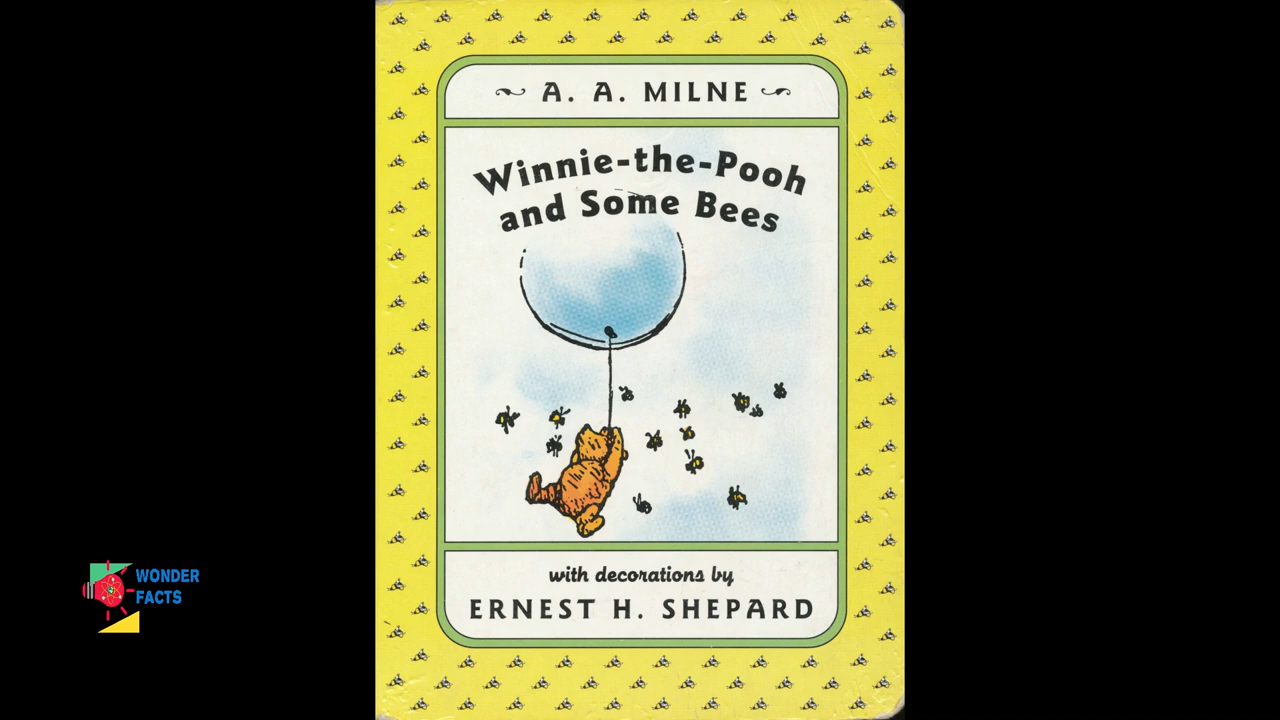 A. A. MILNE
Winnie-the-Pooh
and Some Bees
with decorations by
ERNEST H. SHEPARD
WONDER
FACTS